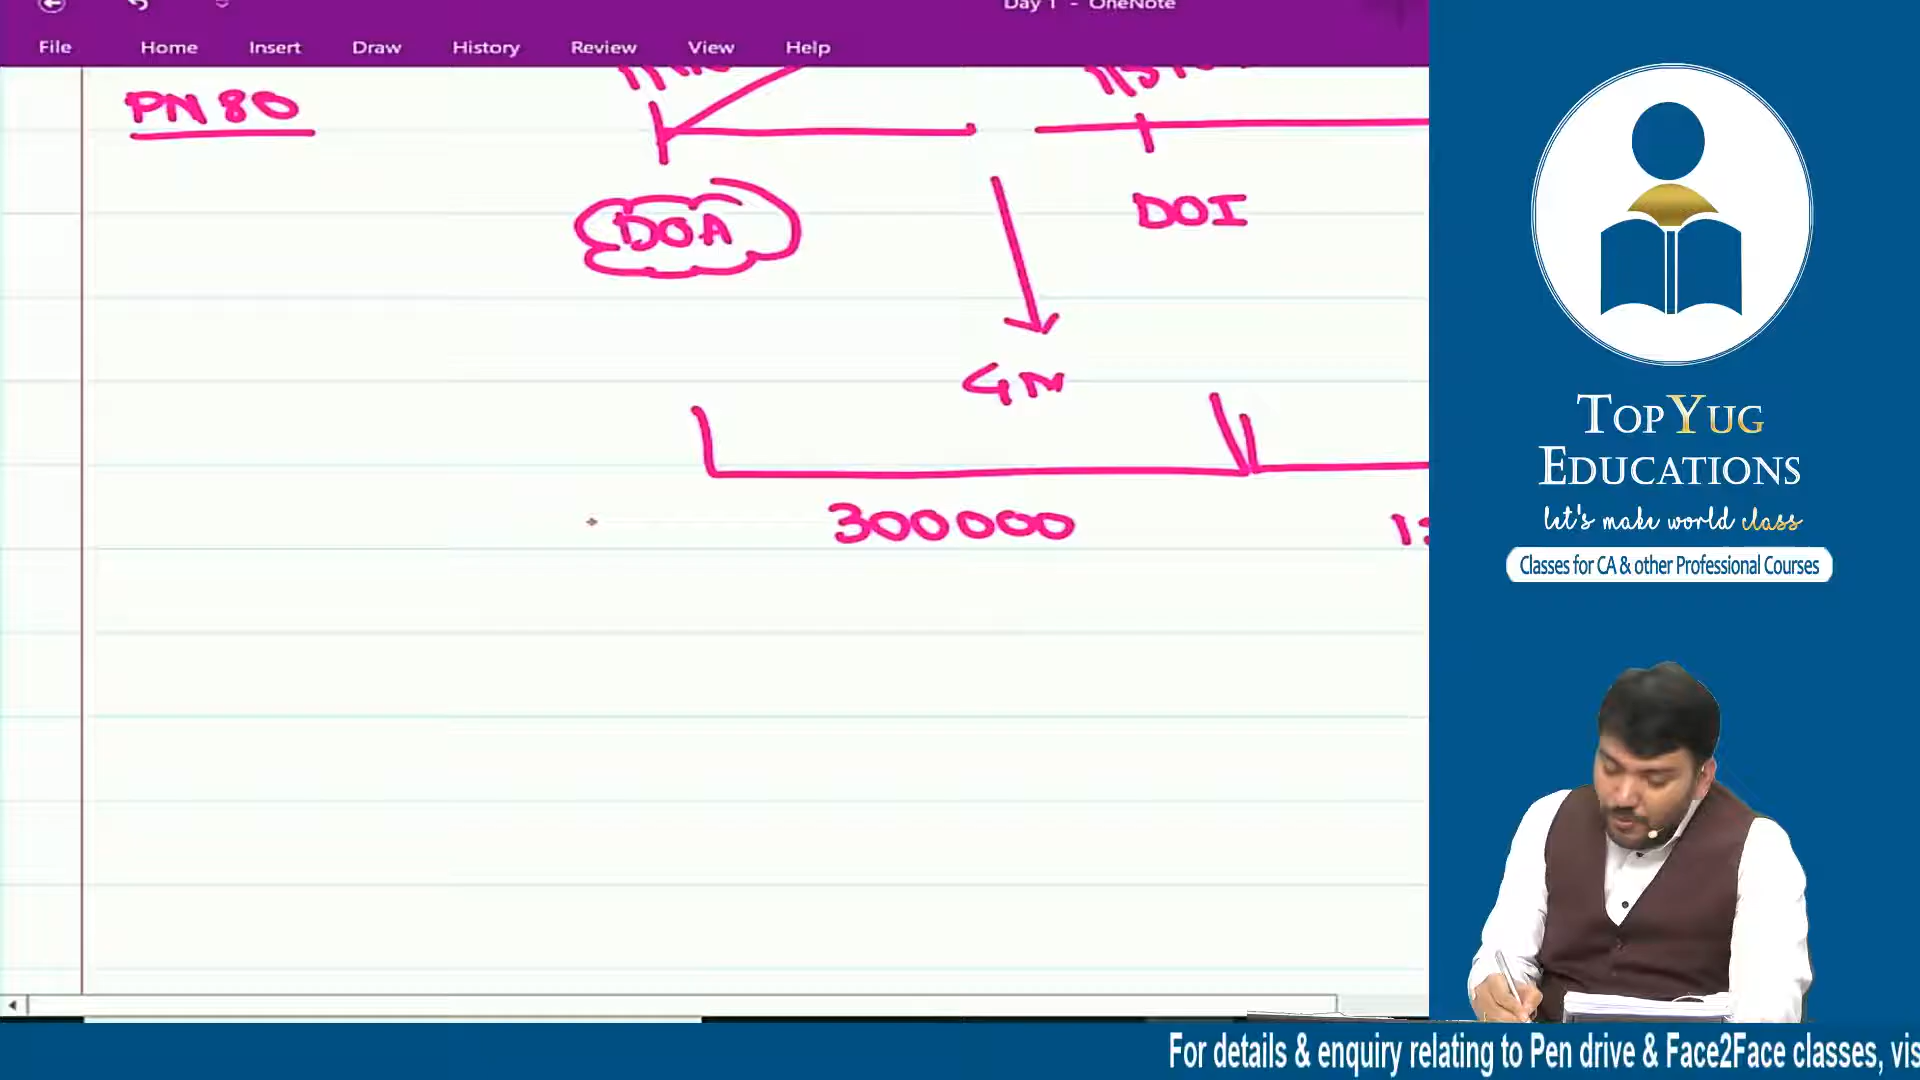 Day 1 - OneNote
File Home Insert Draw History Review View Help
PN 80
DOA
DOI
4m
300000
TOPYUG
EDUCATIONS
let's make world class
Classes for CA & other Professional Courses
For details & enquiry relating to Pen drive & Face2Face classes, vis